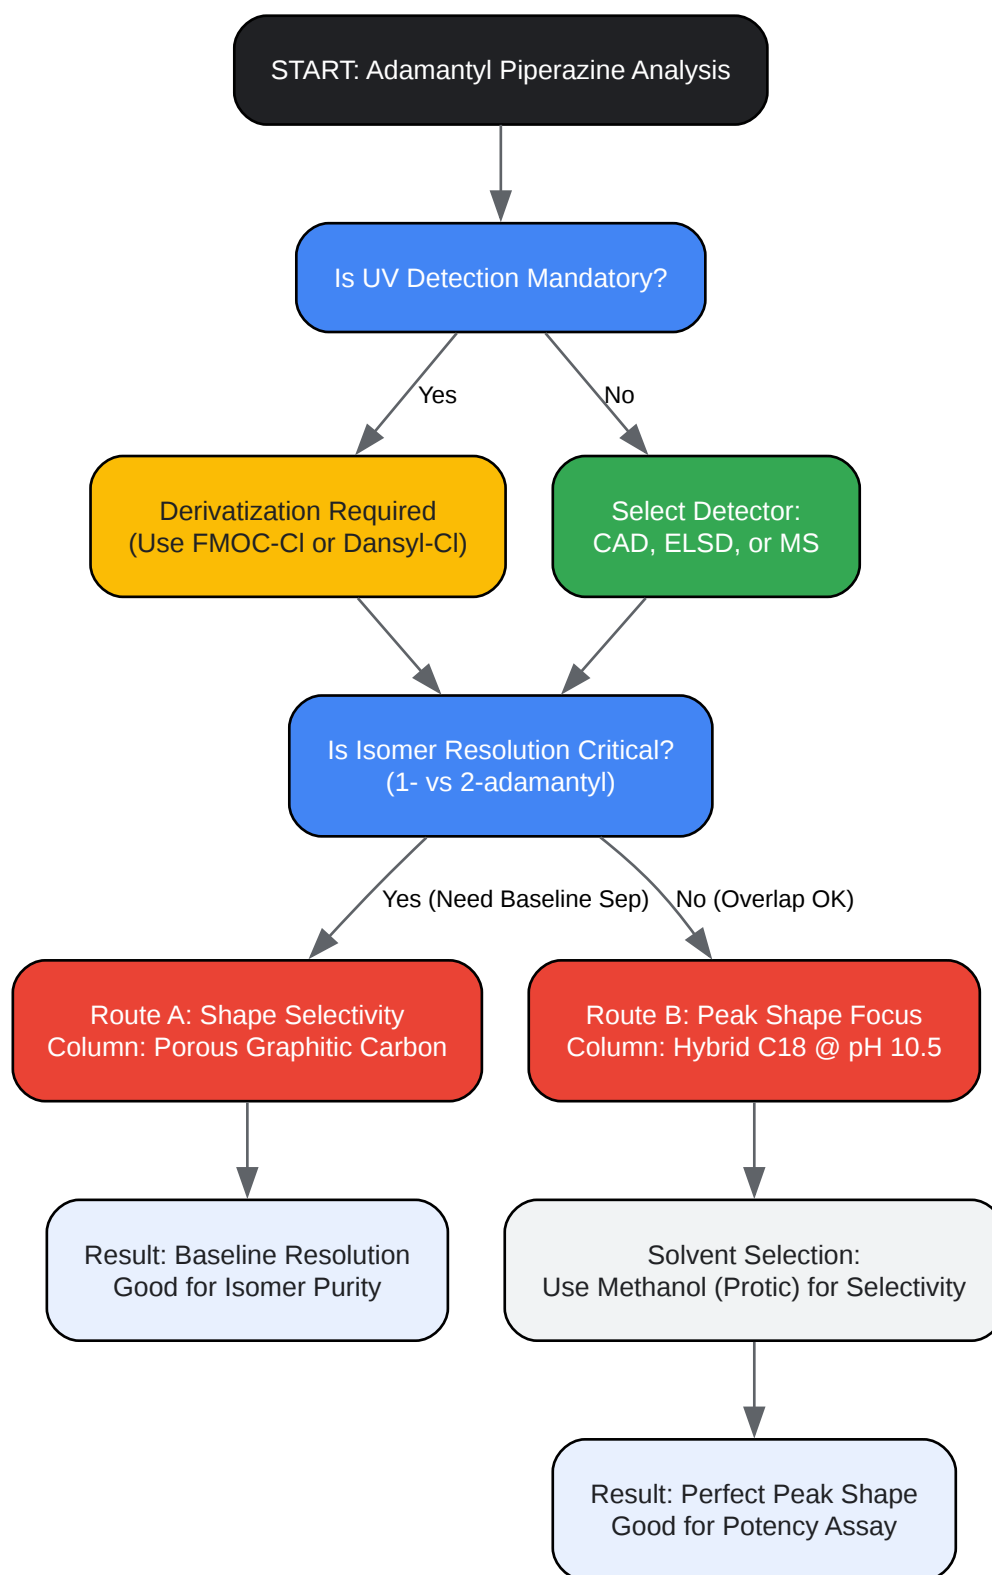 START: Adamantyl Piperazine Analysis
Is UV Detection Mandatory?
Yes
No
Derivatization Required
(Use FMOC-Cl or Dansyl-Cl)
Select Detector:
CAD, ELSD, or MS
Is Isomer Resolution Critical?
(1- vs 2-adamantyl)
Yes (Need Baseline Sep)
No (Overlap OK)
Route A: Shape Selectivity
Column: Porous Graphitic Carbon
Route B: Peak Shape Focus
Column: Hybrid C18 @ pH 10.5
Result: Baseline Resolution
Good for Isomer Purity
Solvent Selection:
Use Methanol (Protic) for Selectivity
Result: Perfect Peak Shape
Good for Potency Assay